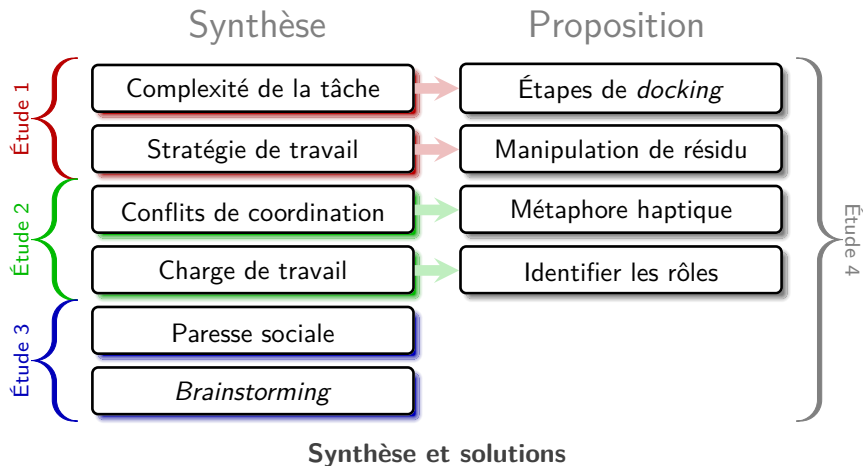 Synthèse
Proposition
Étude 1
Complexité de la tâche
Étapes de docking
Stratégie de travail
Manipulation de résidu
Étude 2
Conflits de coordination
Métaphore haptique
Charge de travail
Identifier les rôles
Étude 3
Paresse sociale
Brainstorming
Étude 4
Synthèse et solutions